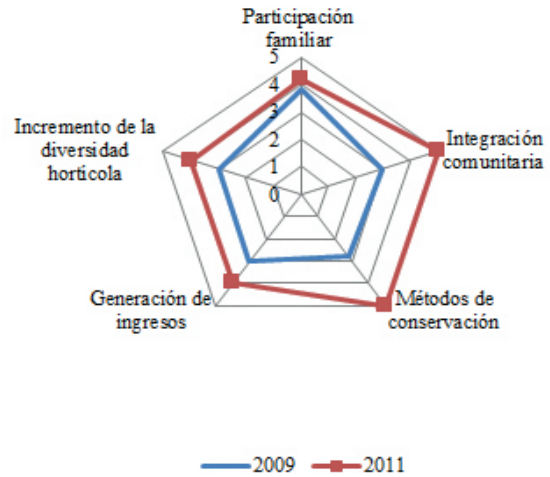 Participación
familiar
5
4
3
2
1
0
Integración
comunitaria
Métodos de
conservación
Generación de
ingresos
Incremento de la
diversidad
hortícola
2009
2011